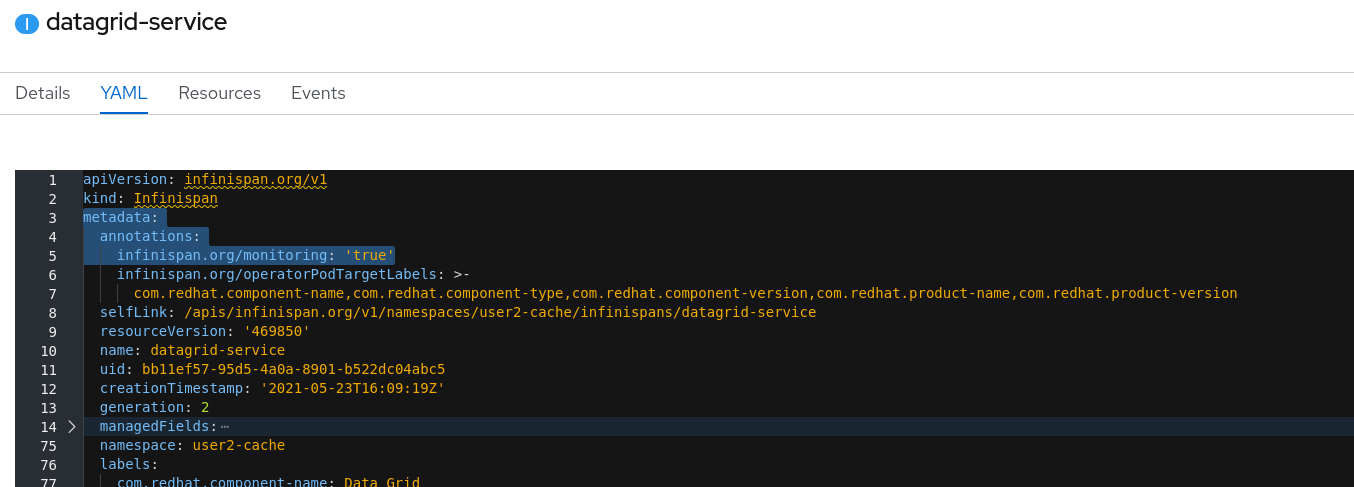 I datagrid-service
Details YAML Resources Events
1 apiVersion: infinispan.org/v1
2 kind: Infinispan
3 metadata:
4 annotations:
5 infinispan.org/monitoring: 'true'
6 infinispan.org/operatorPodTargetLabels: >-
7 com.redhat.component-name,com.redhat.component-type,com.redhat.component-version,com.redhat.product-name,com.redhat.product-version
8 selfLink: /apis/infinispan.org/v1/namespaces/user2-cache/infinispans/datagrid-service
9 resourceVersion: '469850'
10 name: datagrid-service
11 uid: bb11ef57-95d5-4a0a-8901-b522dc04abc5
12 creationTimestamp: '2021-05-23T16:09:19Z'
13 generation: 2
14 managedFields:⋯
75 namespace: user2-cache
76 labels:
77 com.redhat.component-name: Data Grid